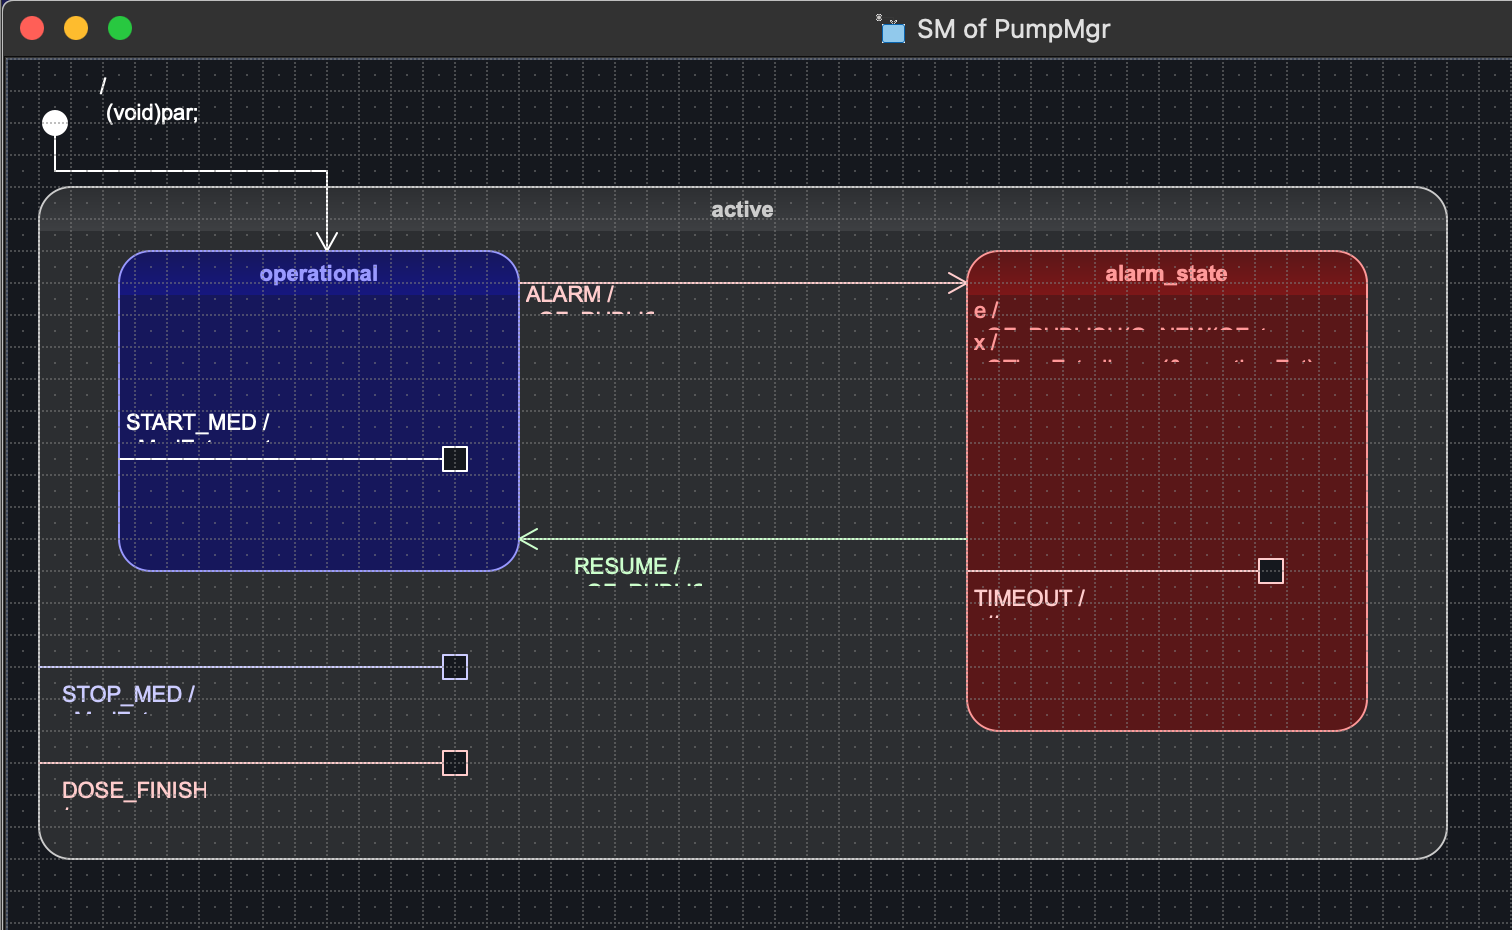 SM of PumpMgr
/
(void)par;
active
operational
alarm_state
ALARM /
e /
x /
START_MED /
RESUME /
TIMEOUT /
STOP_MED /
DOSE_FINISH